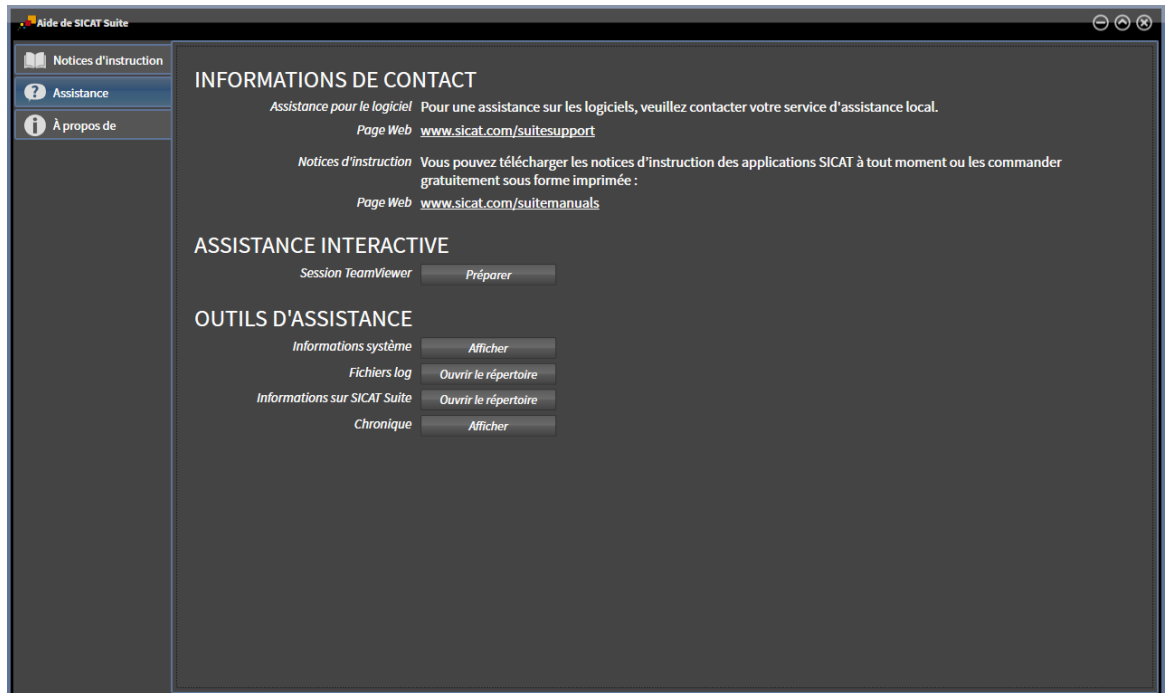 Aide de SICAT Suite
Notices d'instruction
Assistance
À propos de
INFORMATIONS DE CONTACT
Assistance pour le logiciel Pour une assistance sur les logiciels, veuillez contacter votre service d'assistance local.
Page Web www.sicat.com/suitesupport
Notices d'instruction Vous pouvez télécharger les notices d'instruction des applications SICAT à tout moment ou les commander
gratuitement sous forme imprimée :
Page Web www.sicat.com/suitemanuals
ASSISTANCE INTERACTIVE
Session TeamViewer Préparer
OUTILS D'ASSISTANCE
Informations système Afficher
Fichiers log Ouvrir le répertoire
Informations sur SICAT Suite Ouvrir le répertoire
Chronique Afficher